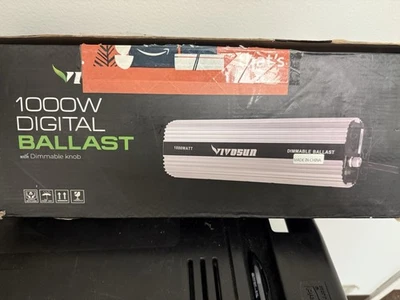 1000W
DIGITAL
BALLAST
with Dimmable knob
1000WATT
VIVOSUN
DIMMABLE BALLAST
MADE IN CHINA